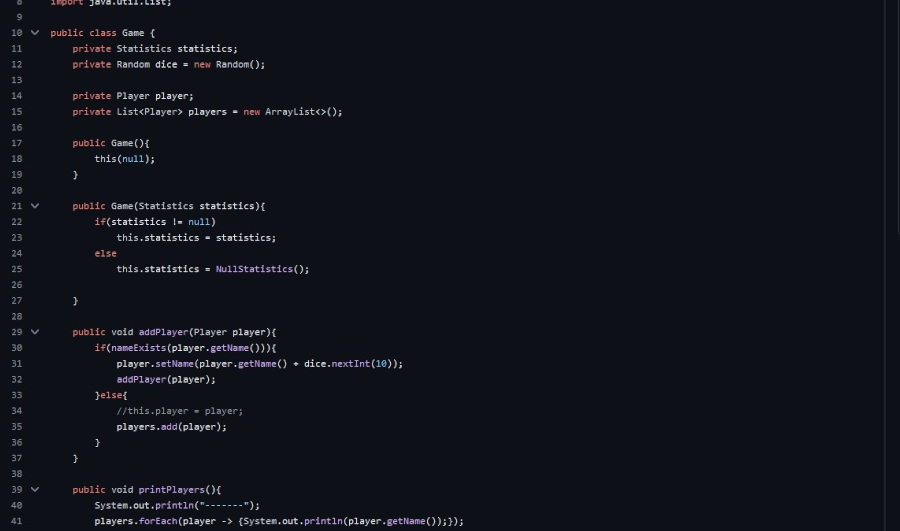 8 import java.util.List;
9
10 public class Game {
11 private Statistics statistics;
12 private Random dice = new Random();
13
14 private Player player;
15 private List<Player> players = new ArrayList<>();
16
17 public Game(){
18 this(null);
19 }
20
21 public Game(Statistics statistics){
22 if(statistics != null)
23 this.statistics = statistics;
24 else
25 this.statistics = NullStatistics();
26
27 }
28
29 public void addPlayer(Player player){
30 if(nameExists(player.getName())){
31 player.setName(player.getName() + dice.nextInt(10));
32 addPlayer(player);
33 }else{
34 //this.player = player;
35 players.add(player);
36 }
37 }
38
39 public void printPlayers(){
40 System.out.println("-------");
41 players.forEach(player -> {System.out.println(player.getName());});